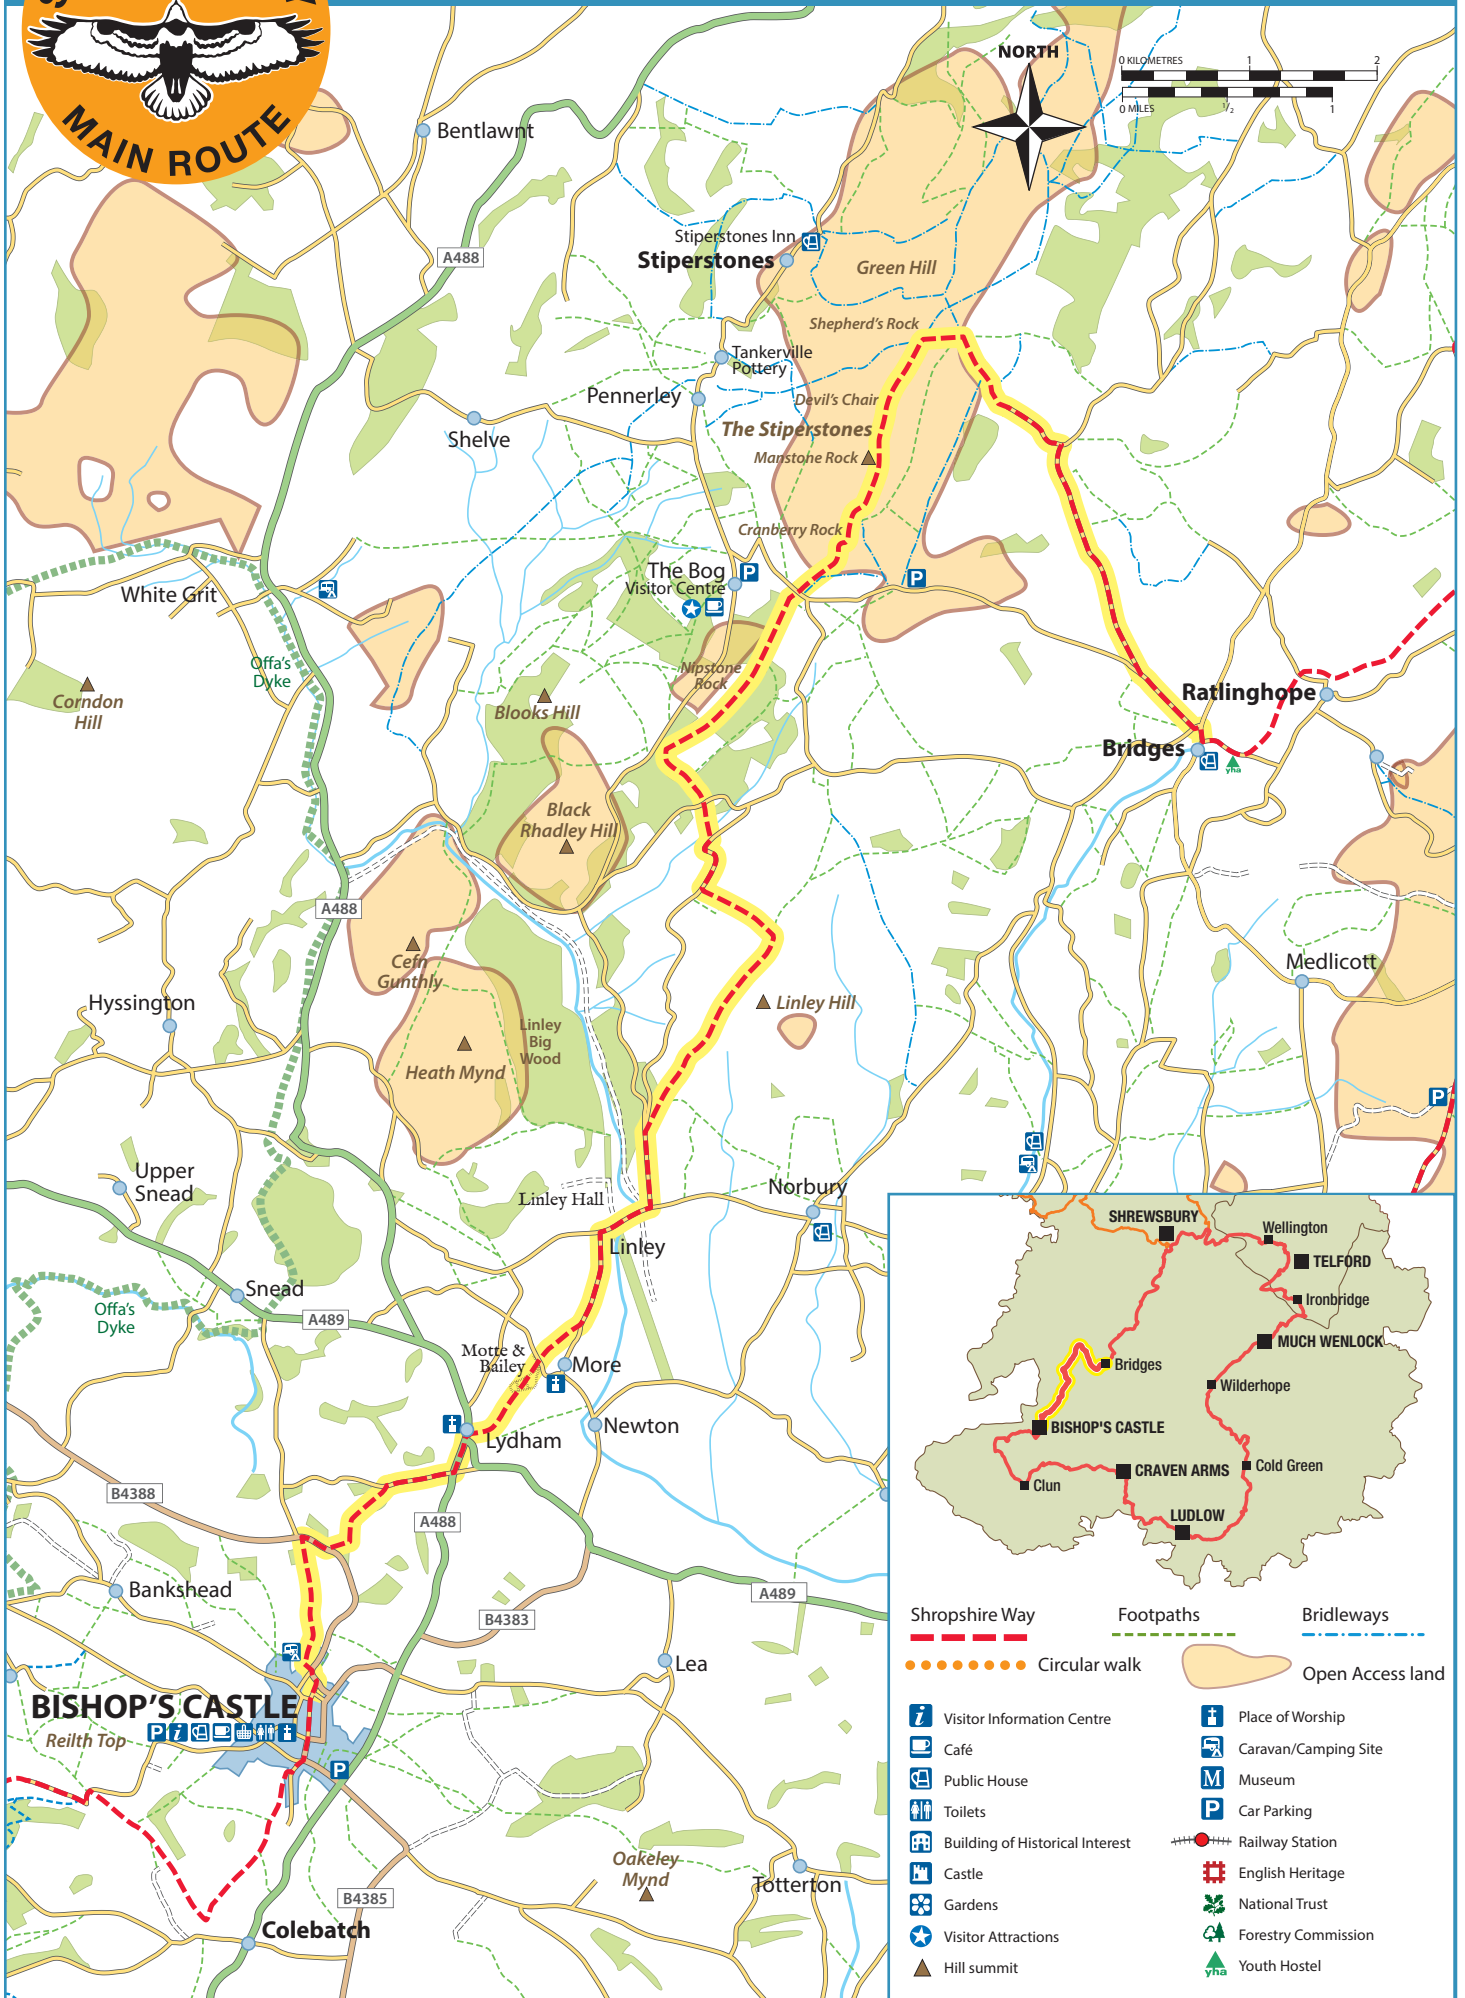 MAIN ROUTE
NORTH
0 KILOMETRES 1 2
0 MILES 1/2 1
Bentlawnt
A488
Stiperstones Inn
Stiperstones
Green Hill
Shepherd's Rock
Tankerville
Pottery
Pennerley
Devil's Chair
The Stiperstones
Manstone Rock
Shelve
Cranberry Rock
The Bog
Visitor Centre
P
P
White Grit
Offa's
Dyke
Nipstone
Rock
Corndon
Hill
Blooks Hill
Ratlinghope
Bridges
yha
Black
Rhadley Hill
A488
Cefn
Gunthly
Medlicott
Hyssington
Linley Hill
Linley
Big
Wood
Heath Mynd
P
Upper
Snead
Linley Hall
Norbury
Linley
Snead
Offa's
Dyke
A489
Motte &
Bailey
More
Newton
Lydham
B4388
A488
Bankshead
A489
B4383
Lea
BISHOP'S CASTLE
Reilth Top
P i
P
Oakeley
Mynd
Totterton
B4385
Colebatch
SHREWSBURY
Wellington
TELFORD
Ironbridge
MUCH WENLOCK
Bridges
Wilderhope
BISHOP'S CASTLE
Cold Green
CRAVEN ARMS
Clun
LUDLOW
Shropshire Way
Footpaths
Bridleways
Circular walk
Open Access land
i Visitor Information Centre
Place of Worship
Café
Caravan/Camping Site
Public House
M Museum
Toilets
P Car Parking
Building of Historical Interest
Railway Station
Castle
English Heritage
Gardens
National Trust
Visitor Attractions
Forestry Commission
Hill summit
yha Youth Hostel